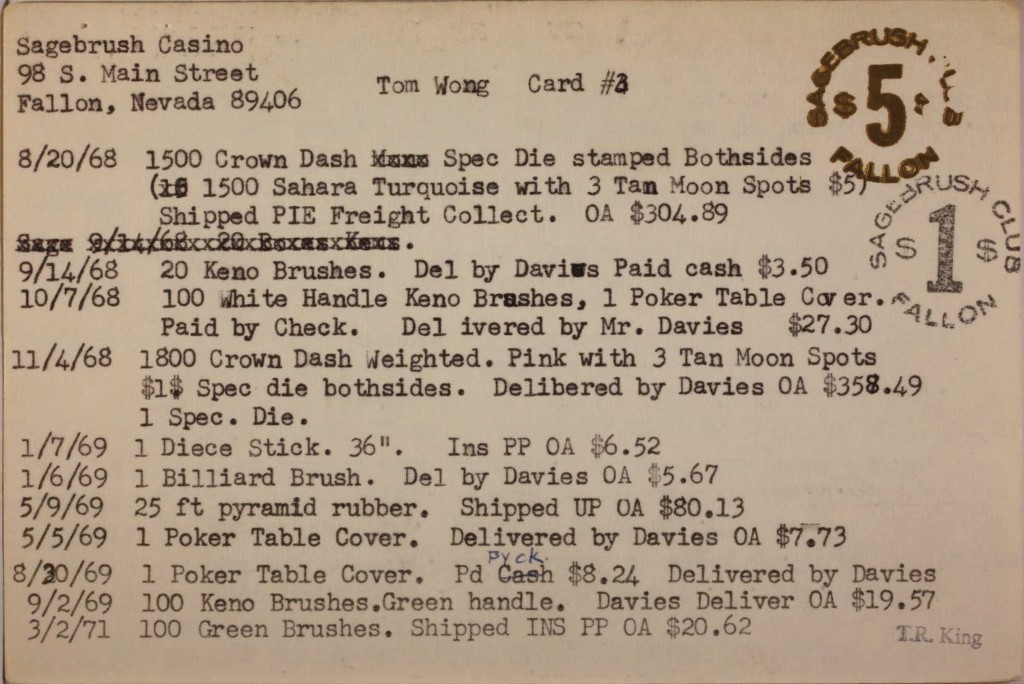 Sagebrush Casino
98 S. Main Street
Fallon, Nevada 89406
Tom Wong Card #3
SAGEBRUSH
$5
FALLON
SAGEBRUSH CLUB
$ 1 $
FALLON
8/20/68 1500 Crown Dash Spec Die stamped Bothsides
( 1500 Sahara Turquoise with 3 Tan Moon Spots $5)
Shipped PIE Freight Collect. OA $304.89
9/14/68 20 Keno Brushes. Del by Davies Paid cash $3.50
10/7/68 100 White Handle Keno Brushes, 1 Poker Table Cover.
Paid by Check. Del ivered by Mr. Davies $27.30
11/4/68 1800 Crown Dash Weighted. Pink with 3 Tan Moon Spots
$1$ Spec die bothsides. Delibered by Davies OA $358.49
1 Spec. Die.
1/7/69 1 Diece Stick. 36". Ins PP OA $6.52
1/6/69 1 Billiard Brush. Del by Davies OA $5.67
5/9/69 25 ft pyramid rubber. Shipped UP OA $80.13
5/5/69 1 Poker Table Cover. Delivered by Davies OA $7.73
By ck.
8/20/69 1 Poker Table Cover. Pd Cash $8.24 Delivered by Davies
9/2/69 100 Keno Brushes.Green handle. Davies Deliver OA $19.57
3/2/71 100 Green Brushes. Shipped INS PP OA $20.62
T.R. King